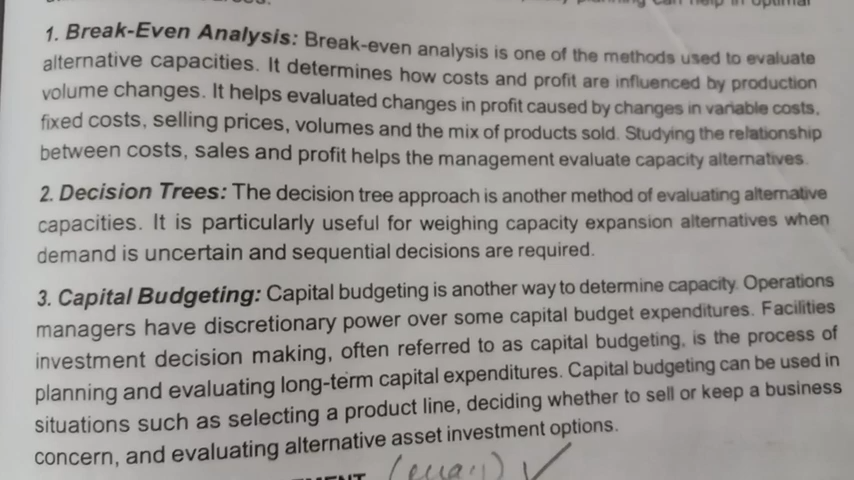 planning can help in optimal
1. Break-Even Analysis: Break-even analysis is one of the methods used to evaluate
alternative capacities. It determines how costs and profit are influenced by production
volume changes. It helps evaluated changes in profit caused by changes in variable costs,
fixed costs, selling prices, volumes and the mix of products sold. Studying the relationship
between costs, sales and profit helps the management evaluate capacity alternatives.
2. Decision Trees: The decision tree approach is another method of evaluating alternative
capacities. It is particularly useful for weighing capacity expansion alternatives when
demand is uncertain and sequential decisions are required.
3. Capital Budgeting: Capital budgeting is another way to determine capacity. Operations
managers have discretionary power over some capital budget expenditures. Facilities
investment decision making, often referred to as capital budgeting, is the process of
planning and evaluating long-term capital expenditures. Capital budgeting can be used in
situations such as selecting a product line, deciding whether to sell or keep a business
concern, and evaluating alternative asset investment options.